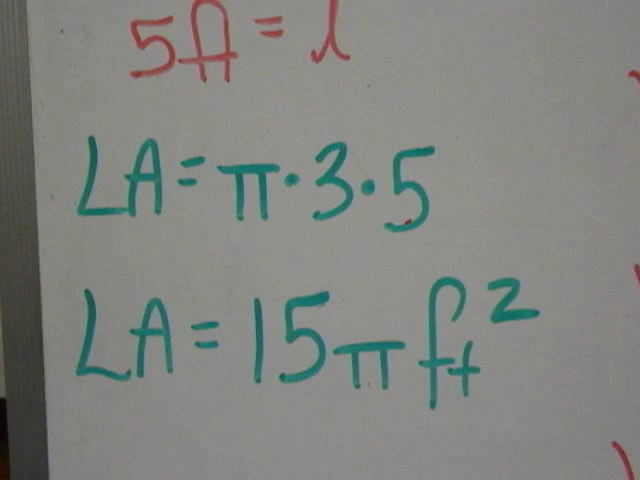 5ft = l
LA = π·3·5
LA = 15π ft²